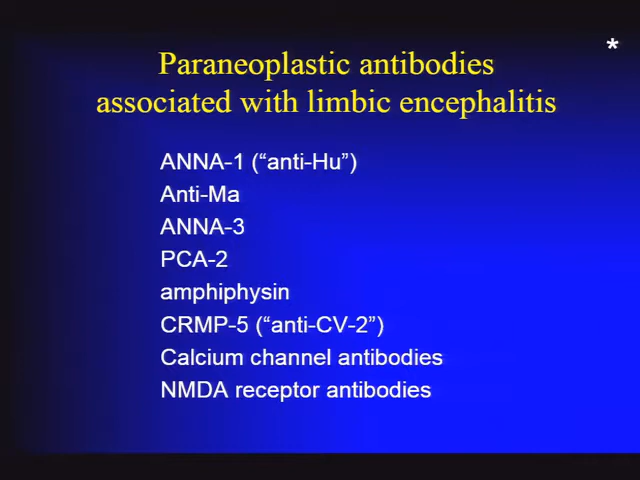 *
Paraneoplastic antibodies
associated with limbic encephalitis
ANNA-1 (“anti-Hu”)
Anti-Ma
ANNA-3
PCA-2
amphiphysin
CRMP-5 (“anti-CV-2”)
Calcium channel antibodies
NMDA receptor antibodies